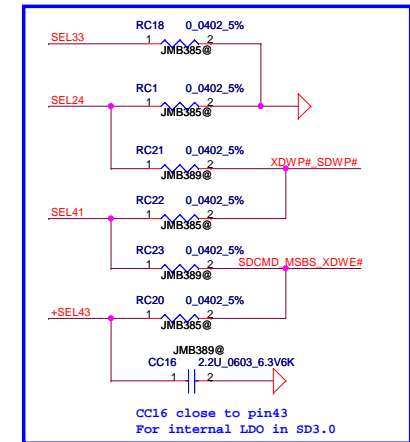 RC18 0_0402_5%
SEL33 1 2
JMB385@
RC1 0_0402_5%
SEL24 1 2
JMB385@
RC21 0_0402_5%
1 2 XDWP#_SDWP#
JMB389@
RC22 0_0402_5%
SEL41 1 2
JMB385@
RC23 0_0402_5%
1 2 SDCMD_MSBS_XDWE#
JMB389@
RC20 0_0402_5%
+SEL43 1 2
JMB385@
JMB389@
CC16 2.2U_0603_6.3V6K
1 2
CC16 close to pin43
For internal LDO in SD3.0